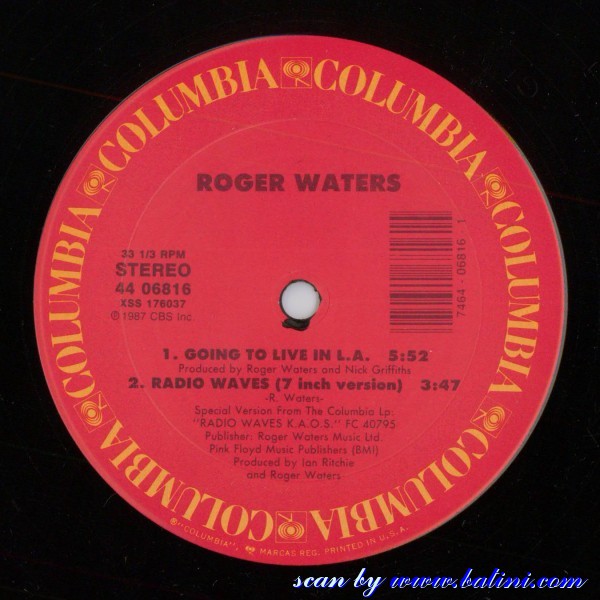 COLUMBIA COLUMBIA COLUMBIA COLUMBIA COLUMBIA COLUMBIA COLUMBIA
ROGER WATERS
33 1/3 RPM
STEREO
44 06816
XSS 176037
©1987 CBS Inc.
7464-06816 1
1. GOING TO LIVE IN L.A. 5:52
Produced by Roger Waters and Nick Griffiths
2. RADIO WAVES (7 inch version) 3:47
-R. Waters-
Special Version From The Columbia Lp:
"RADIO WAVES K.A.O.S:" FC 40795
Publisher: Roger Waters Music Ltd.
Pink Floyd Music Publishers (BMI)
Produced by Ian Ritchie
and Roger Waters
®"COLUMBIA", MARCAS REG. PRINTED IN U.S.A.
scan by www.balini.com